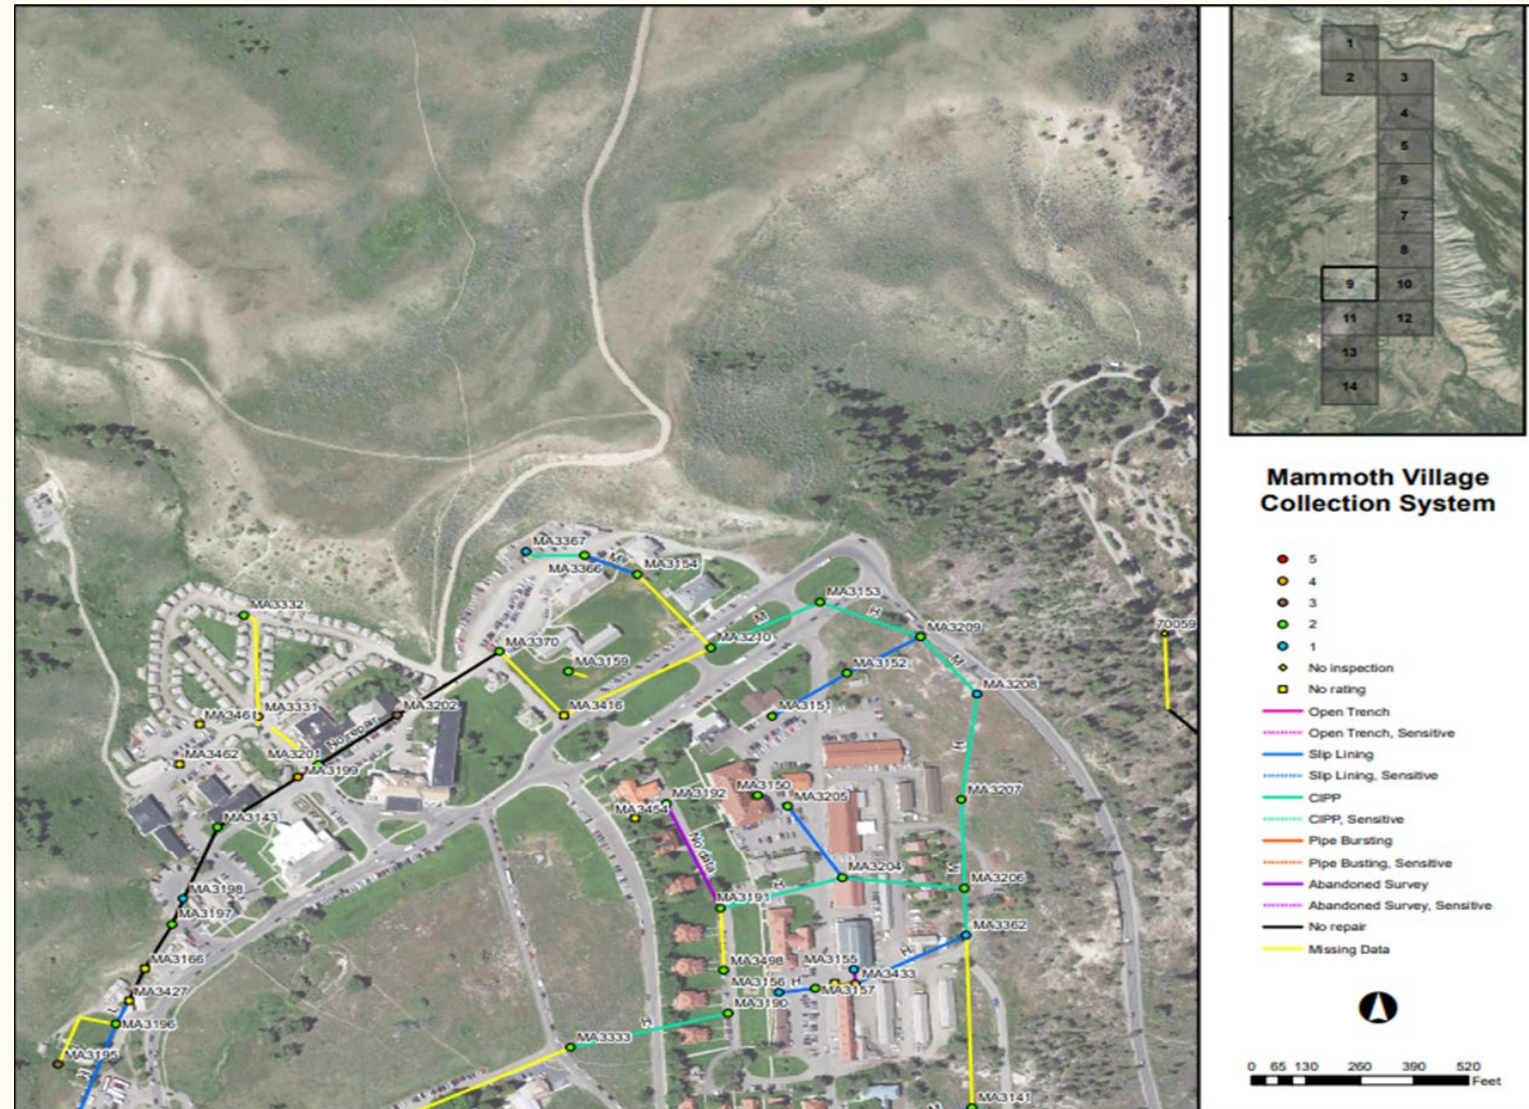 1
2
3
4
5
6
7
8
9
10
11
12
13
14
Mammoth Village
Collection System
5
4
3
2
1
No inspection
No rating
Open Trench
Open Trench, Sensitive
Slip Lining
Slip Lining, Sensitive
CIPP
CIPP, Sensitive
Pipe Bursting
Pipe Busting, Sensitive
Abandoned Survey
Abandoned Survey, Sensitive
No repair
Missing Data
0 65 130 260 390 520
Feet
MA3367
MA3366
M
MA3154
MA3332
MA3153
M
H
MA3210
MA3209
70059
MA3370
MA3159
MA3152
M
MA3208
MA3461
MA3331
MA3202
MA3416
MA3151
No repair
MA3462
MA3201
MA3199
MA3192
MA3150
MA3205
MA3207
MA3454
MA3143
No data
MA3204
MA3206
H
MA3191
MA3198
MA3197
MA3362
H
MA3166
MA3498
MA3155
MA3433
MA3156
H
MA3157
MA3427
MA3190
L
MA3196
MA3333
MA3195
MA3141